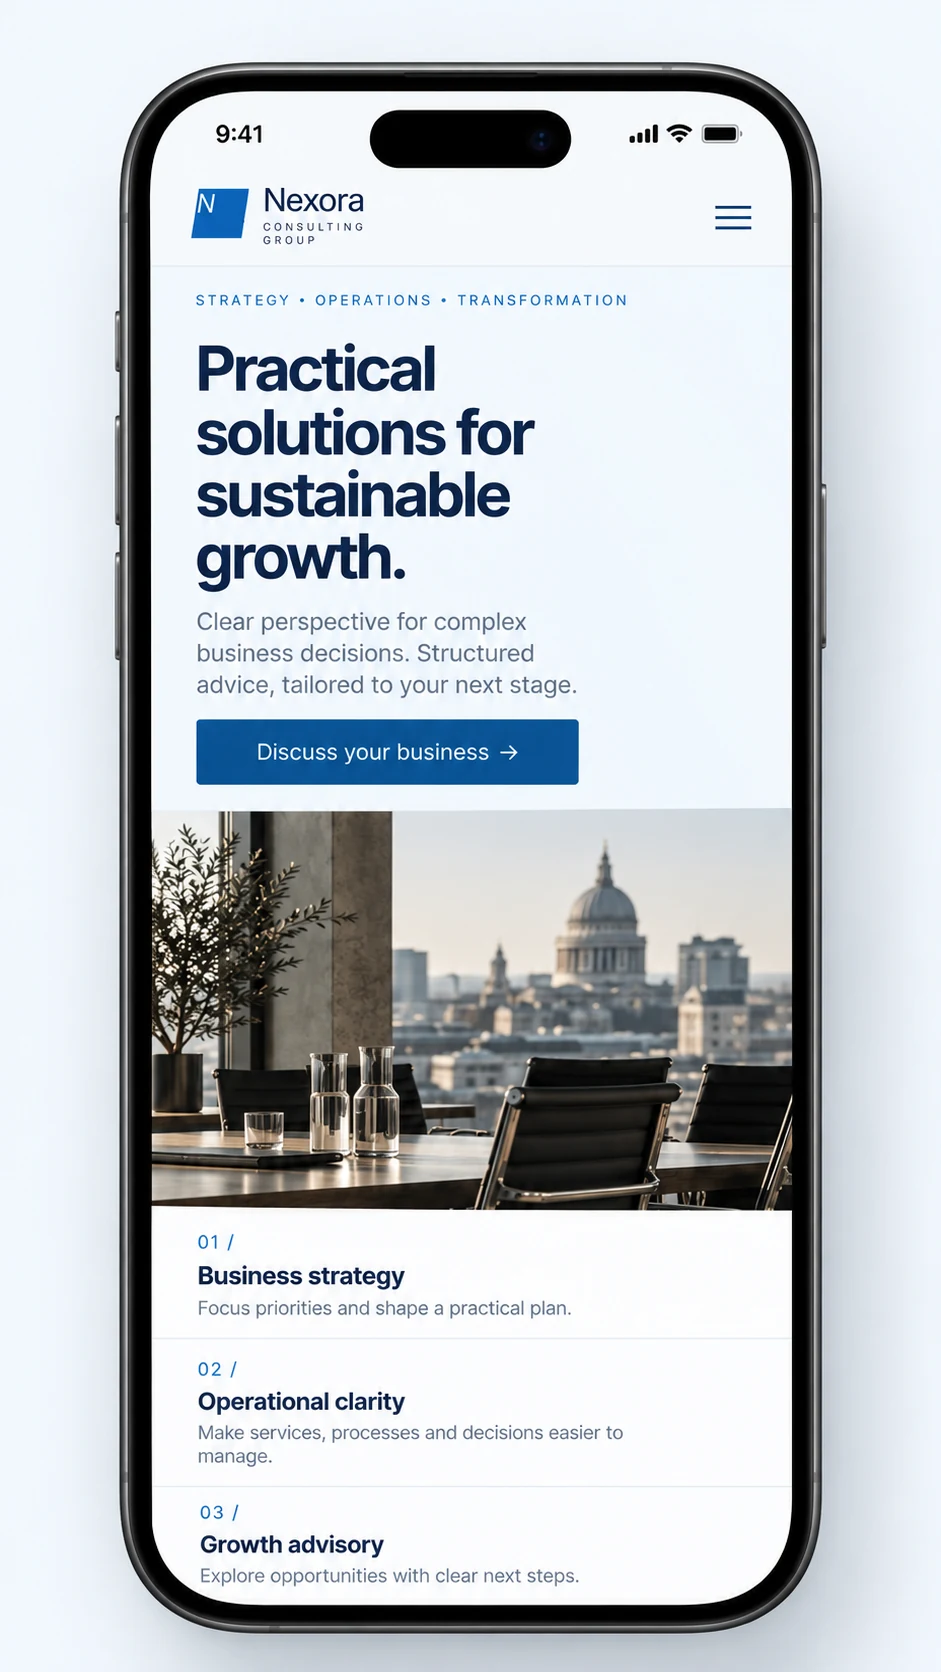 9:41
N
Nexora
CONSULTING
GROUP
STRATEGY • OPERATIONS • TRANSFORMATION
Practical
solutions for
sustainable
growth.
Clear perspective for complex
business decisions. Structured
advice, tailored to your next stage.
Discuss your business →
01 /
Business strategy
Focus priorities and shape a practical plan.
02 /
Operational clarity
Make services, processes and decisions easier to
manage.
03 /
Growth advisory
Explore opportunities with clear next steps.